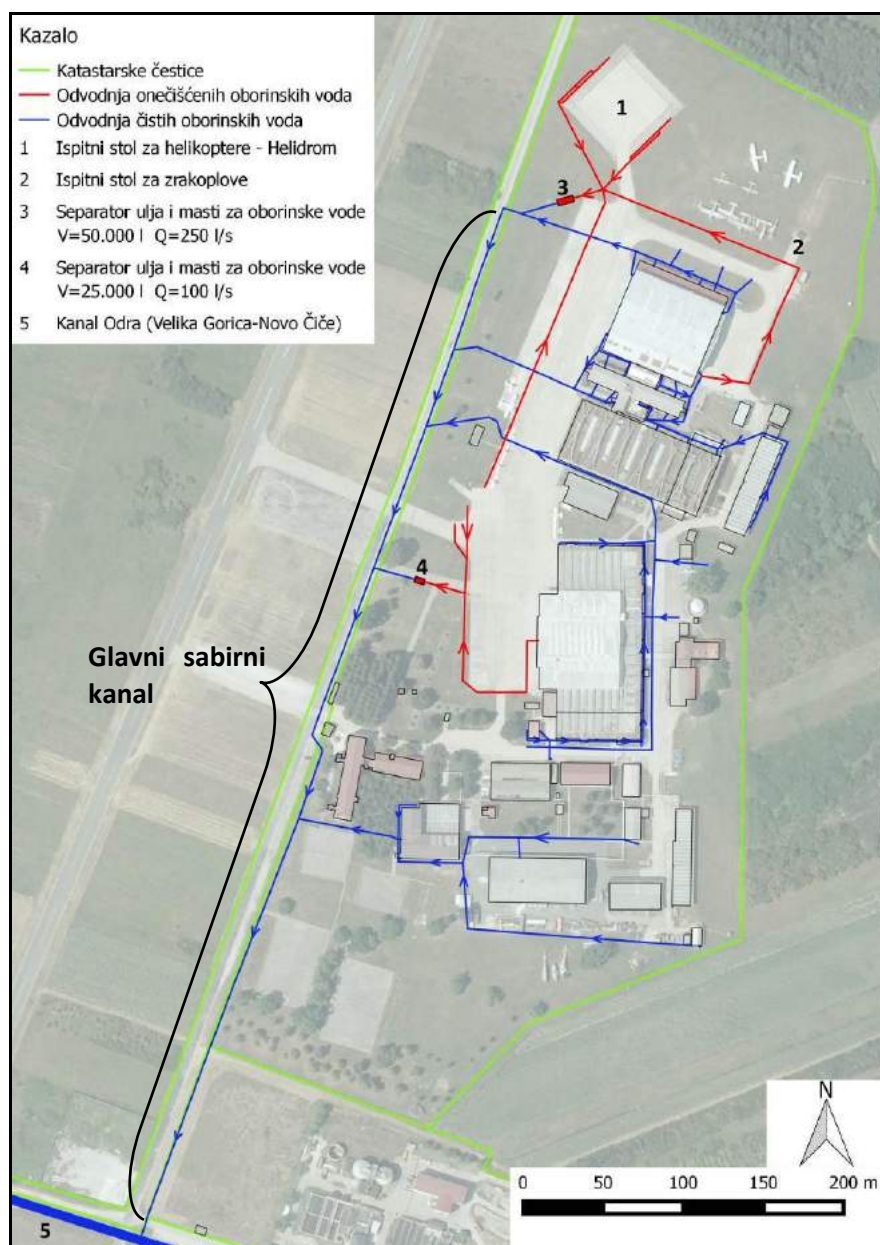 Kazalo
Katastarske čestice
Odvodnja onečišćenih oborinskih voda
Odvodnja čistih oborinskih voda
1 Ispitni stol za helikoptere - Helidrom
2 Ispitni stol za zrakoplove
3 Separator ulja i masti za oborinske vode
V=50.000 l Q=250 l/s
4 Separator ulja i masti za oborinske vode
V=25.000 l Q=100 l/s
5 Kanal Odra (Velika Gorica-Novo Čiče)
1
3
2
4
Glavni sabirni
kanal
N
0 50 100 150 200 m
5